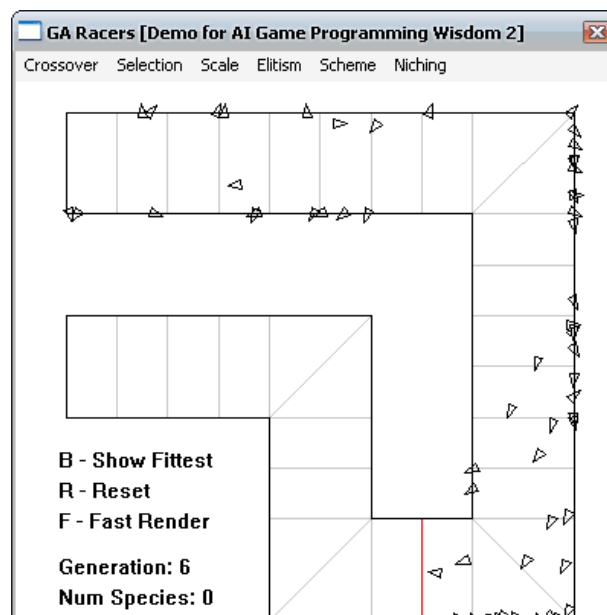 GA Racers [Demo for AI Game Programming Wisdom 2]
Crossover Selection Scale Elitism Scheme Niching
B - Show Fittest
R - Reset
F - Fast Render
Generation: 6
Num Species: 0